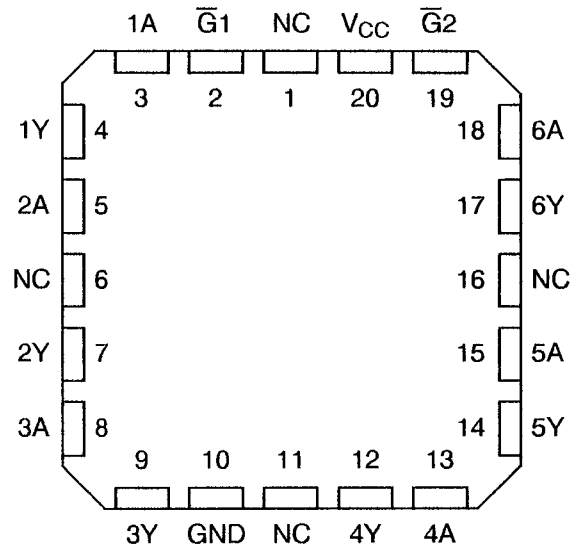 1A G̅1 NC VCC G̅2
3 2 1 20 19
1Y 4 18 6A
2A 5 17 6Y
NC 6 16 NC
2Y 7 15 5A
3A 8 14 5Y
9 10 11 12 13
3Y GND NC 4Y 4A